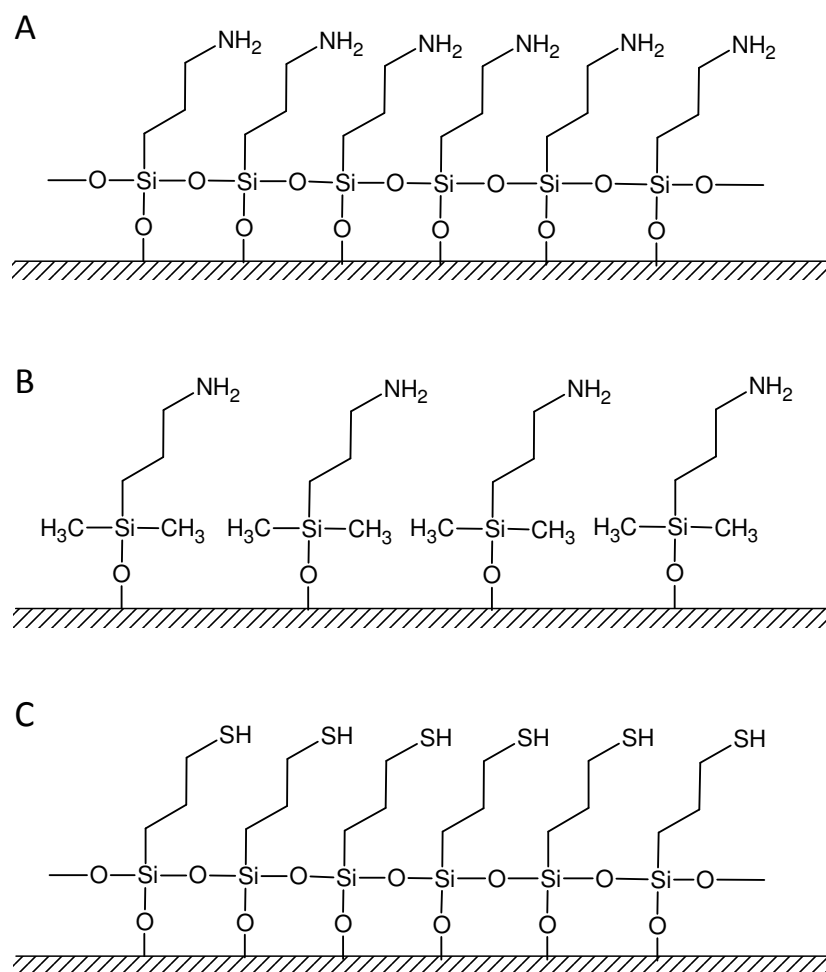 A
NH2 NH2 NH2 NH2 NH2 NH2
O Si O Si O Si O Si O Si O Si O
O O O O O O
B
NH2 NH2 NH2 NH2
H3C Si CH3 H3C Si CH3 H3C Si CH3 H3C Si CH3
O O O O
C
SH SH SH SH SH SH
O Si O Si O Si O Si O Si O Si O
O O O O O O